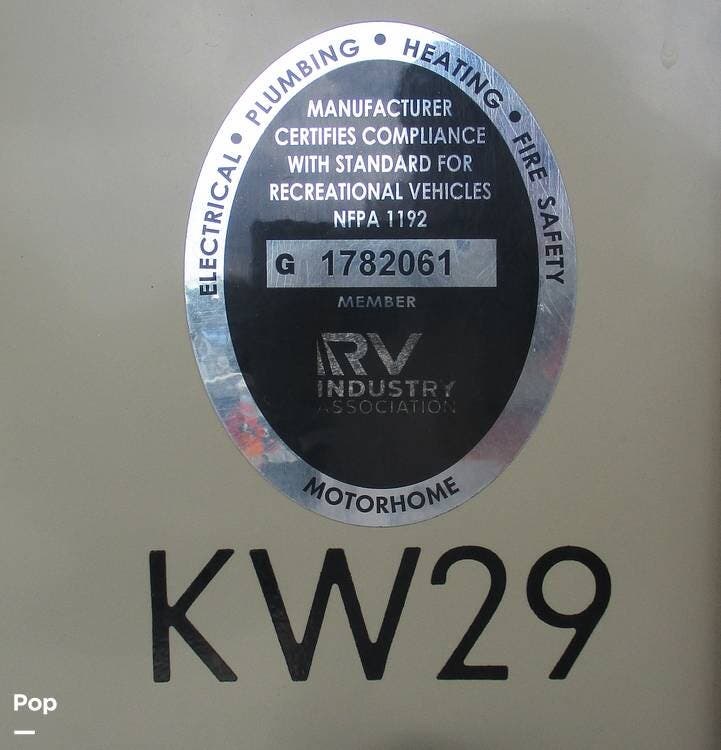 ELECTRICAL • PLUMBING • HEATING • FIRE SAFETY
MANUFACTURER
CERTIFIES COMPLIANCE
WITH STANDARD FOR
RECREATIONAL VEHICLES
NFPA 1192
G 1782061
MEMBER
RV
INDUSTRY
ASSOCIATION
MOTORHOME
KW29
Pop